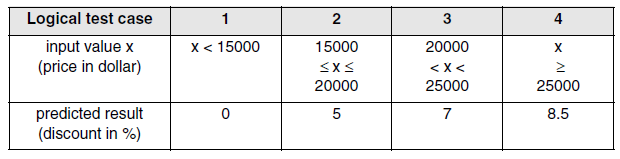 Logical test case 1 2 3 4
input value x
(price in dollar)
x < 15000
15000
≤ x ≤
20000
20000
< x <
25000
x
≥
25000
predicted result
(discount in %)
0 5 7 8.5